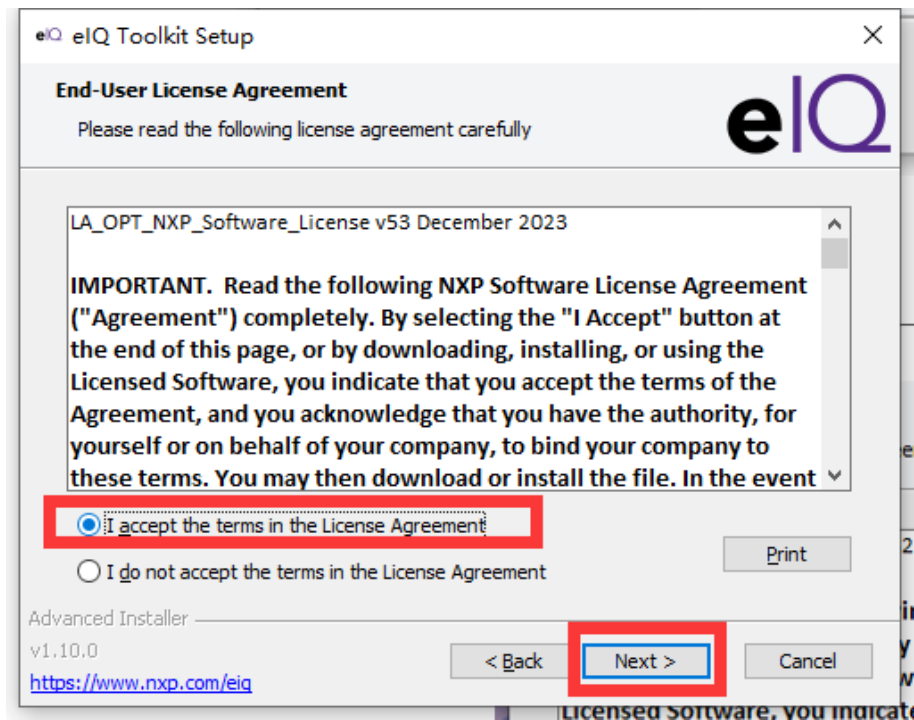 eIQ eIQ Toolkit Setup
End-User License Agreement
Please read the following license agreement carefully
eIQ
LA_OPT_NXP_Software_License v53 December 2023
IMPORTANT. Read the following NXP Software License Agreement
("Agreement") completely. By selecting the "I Accept" button at
the end of this page, or by downloading, installing, or using the
Licensed Software, you indicate that you accept the terms of the
Agreement, and you acknowledge that you have the authority, for
yourself or on behalf of your company, to bind your company to
these terms. You may then download or install the file. In the event
I accept the terms in the License Agreement
I do not accept the terms in the License Agreement
Print
Advanced Installer
v1.10.0
https://www.nxp.com/eiq
< Back
Next >
Cancel
Licensed Software, you indicate